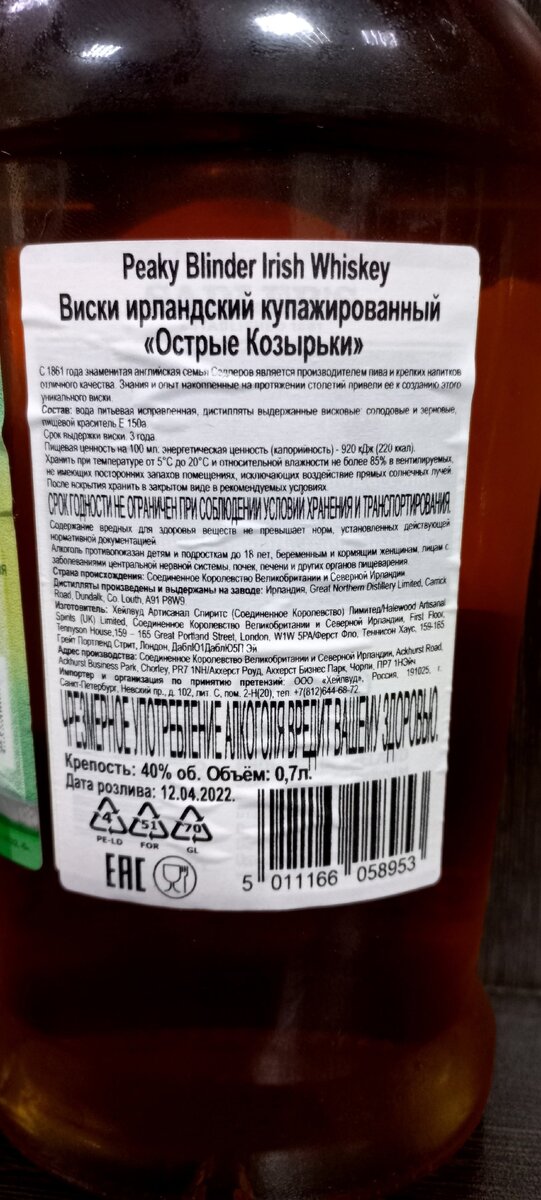 Peaky Blinder Irish Whiskey
Виски ирландский купажированный
«Острые Козырьки»
С 1861 года знаменитая английская семья является производителем пива и крепких напитков
отличного качества. Знания и опыт накопленные на протяжении столетий привели ее к созданию этого
уникального виски.
Состав: вода питьевая исправленная, дистилляты выдержанные висковые: солодовые и зерновые,
пищевой краситель Е 150а
Срок выдержки виски: 3 года.
Пищевая ценность на 100 мл: энергетическая ценность (калорийность) - 920 кДж (220 ккал).
Хранить при температуре от 5°С до 20°С и относительной влажности не более 85% в вентилируемых,
не имеющих посторонних запахов помещениях, исключающих воздействие прямых солнечных лучей.
После вскрытия хранить в закрытом виде в рекомендуемых условиях.
СРОК ГОДНОСТИ НЕ ОГРАНИЧЕН ПРИ СОБЛЮДЕНИИ УСЛОВИЙ ХРАНЕНИЯ И ТРАНСПОРТИРОВАНИЯ.
Содержание вредных для здоровья веществ не превышает норм, установленных действующей
нормативной документацией.
Алкоголь противопоказан детям и подросткам до 18 лет, беременным и кормящим женщинам, лицам с
заболеваниями центральной нервной системы, почек, печени и других органов пищеварения.
Страна происхождения: Соединенное Королевство Великобритании и Северной Ирландии.
Дистилляты произведены и выдержаны на заводе: Ирландия, Great Northern Distillery Limited, Carrick
Road, Dundalk, Co. Louth, A91 P8W9.
Изготовитель: Хейлвуд Артисанал Спиритс (Соединенное Королевство) Лимитед/Halewood Artisanal
Spirits (UK) Limited, Соединенное Королевство Великобритании и Северной Ирландии, First Floor,
Tennyson House,159 - 165 Great Portland Street, London, W1W 5PA/Ферст Фло, Теннисон Хаус, 159-165
Грейт Портленд Стрит, Лондон, Дабл1Ю1Дабл1Ю5П Эй
Адрес производства: Соединенное Королевство Великобритании и Северной Ирландии, Ackhurst Road,
Ackhurst Business Park, Chorley, PR7 1NH/Акхерст Роуд, Акхерст Бизнес Парк, Чорли, ПР7 1НЭйч
Импортер и организация по принятию претензий: ООО «Хейлвуд», Россия, 191025, г.
Санкт-Петербург, Невский пр., д. 102, лит. С, пом. 2-Н(20), тел. +7(812)644-68-72.
ЧРЕЗМЕРНОЕ УПОТРЕБЛЕНИЕ АЛКОГОЛЯ ВРЕДИТ ВАШЕМУ ЗДОРОВЬЮ.
Крепость: 40% об. Объём: 0,7л.
Дата розлива: 12.04.2022.
4 51 70
PE-LD FOR GL
ЕАС
5 011166 058953